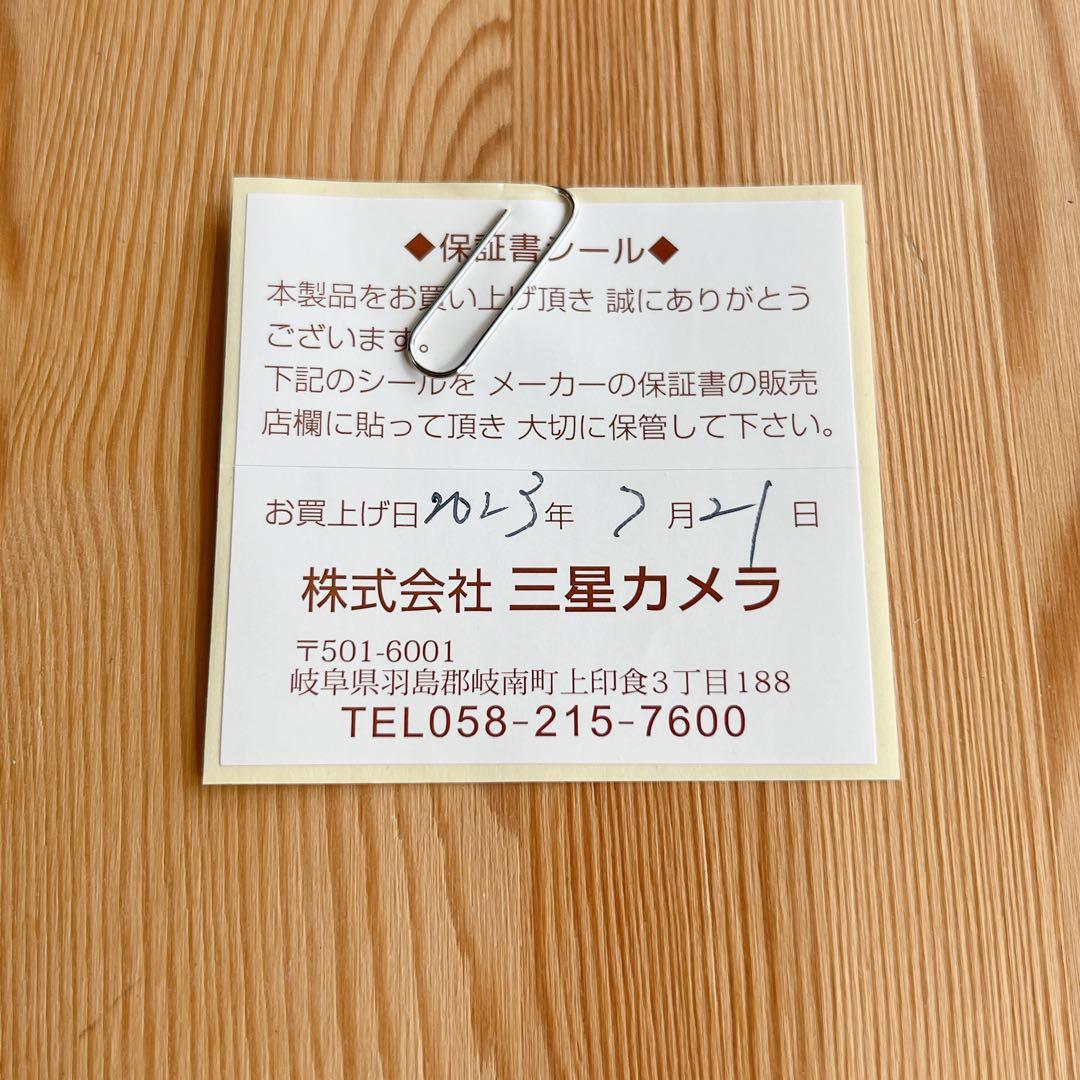 ◆保証書シール◆
本製品をお買い上げ頂き 誠にありがとう
ございます。
下記のシールを メーカーの保証書の販売
店欄に貼って頂き 大切に保管して下さい。
お買上げ日2023年 7月21日
株式会社 三星カメラ
〒501-6001
岐阜県羽島郡岐南町上印食3丁目188
TEL058-215-7600